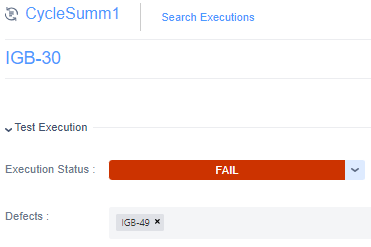 CycleSumm1 Search Executions
IGB-30
Test Execution
Execution Status : FAIL
Defects : IGB-49 ×